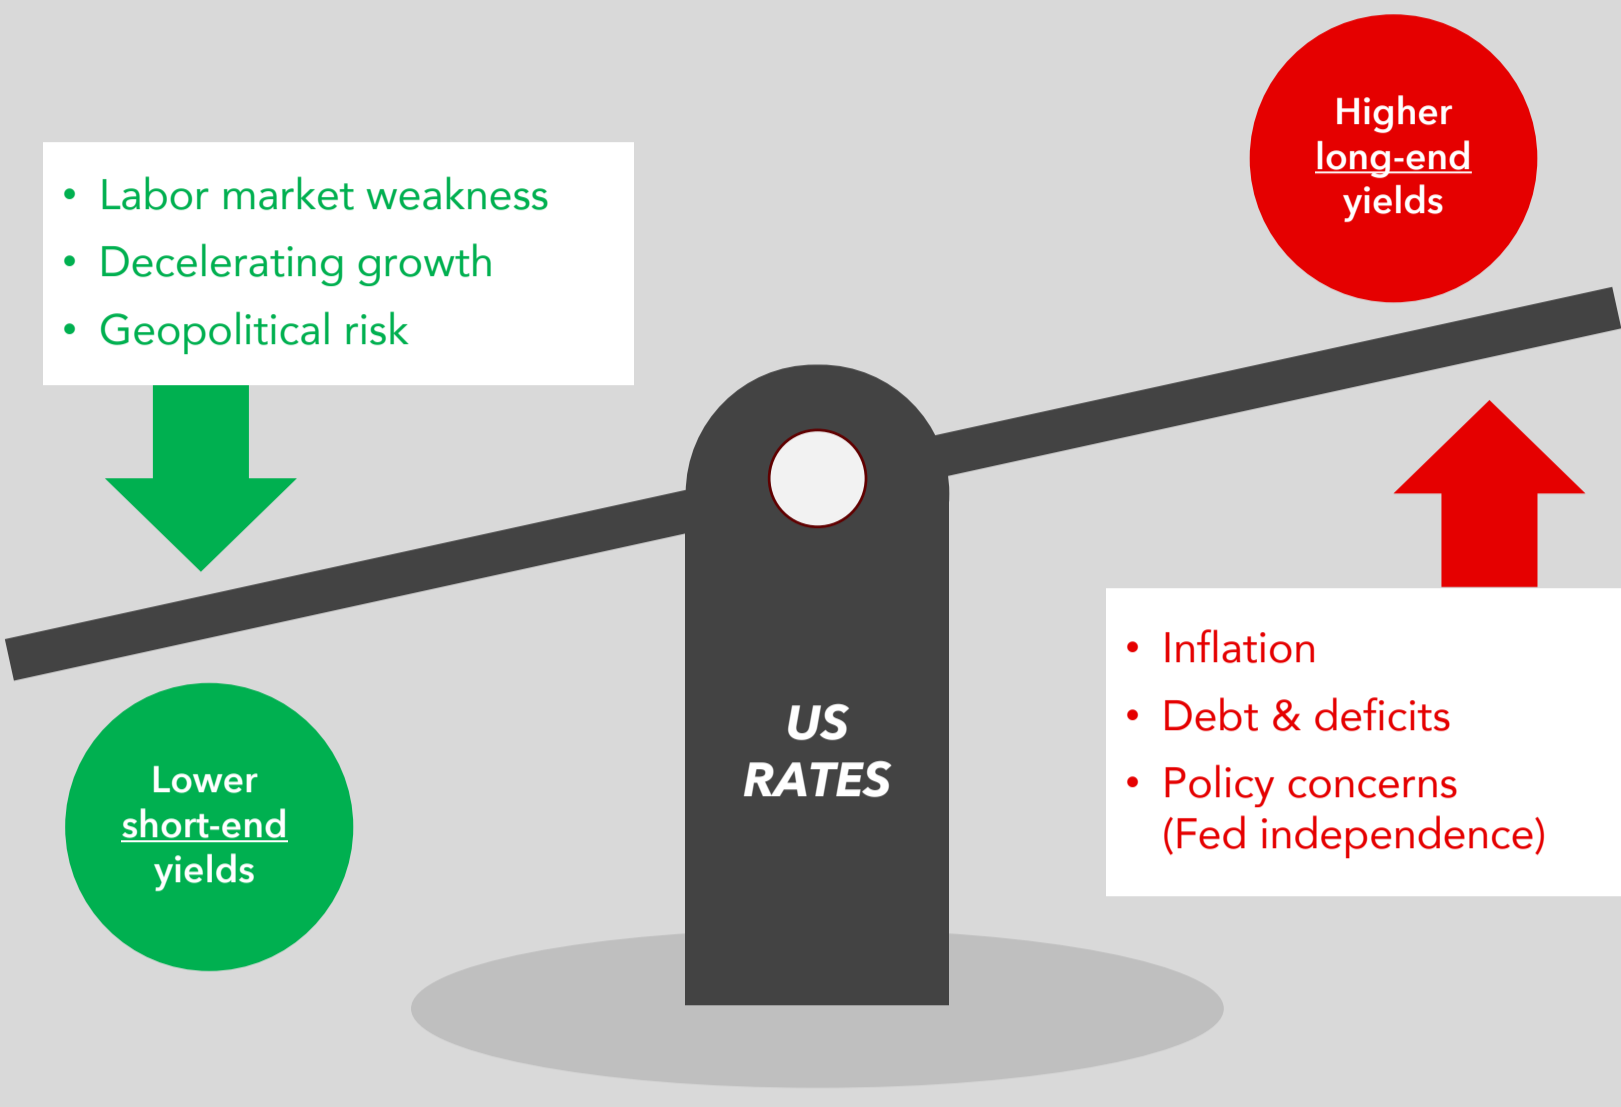 • Labor market weakness
• Decelerating growth
• Geopolitical risk
Lower
short-end
yields
US
RATES
Higher
long-end
yields
• Inflation
• Debt & deficits
• Policy concerns
(Fed independence)